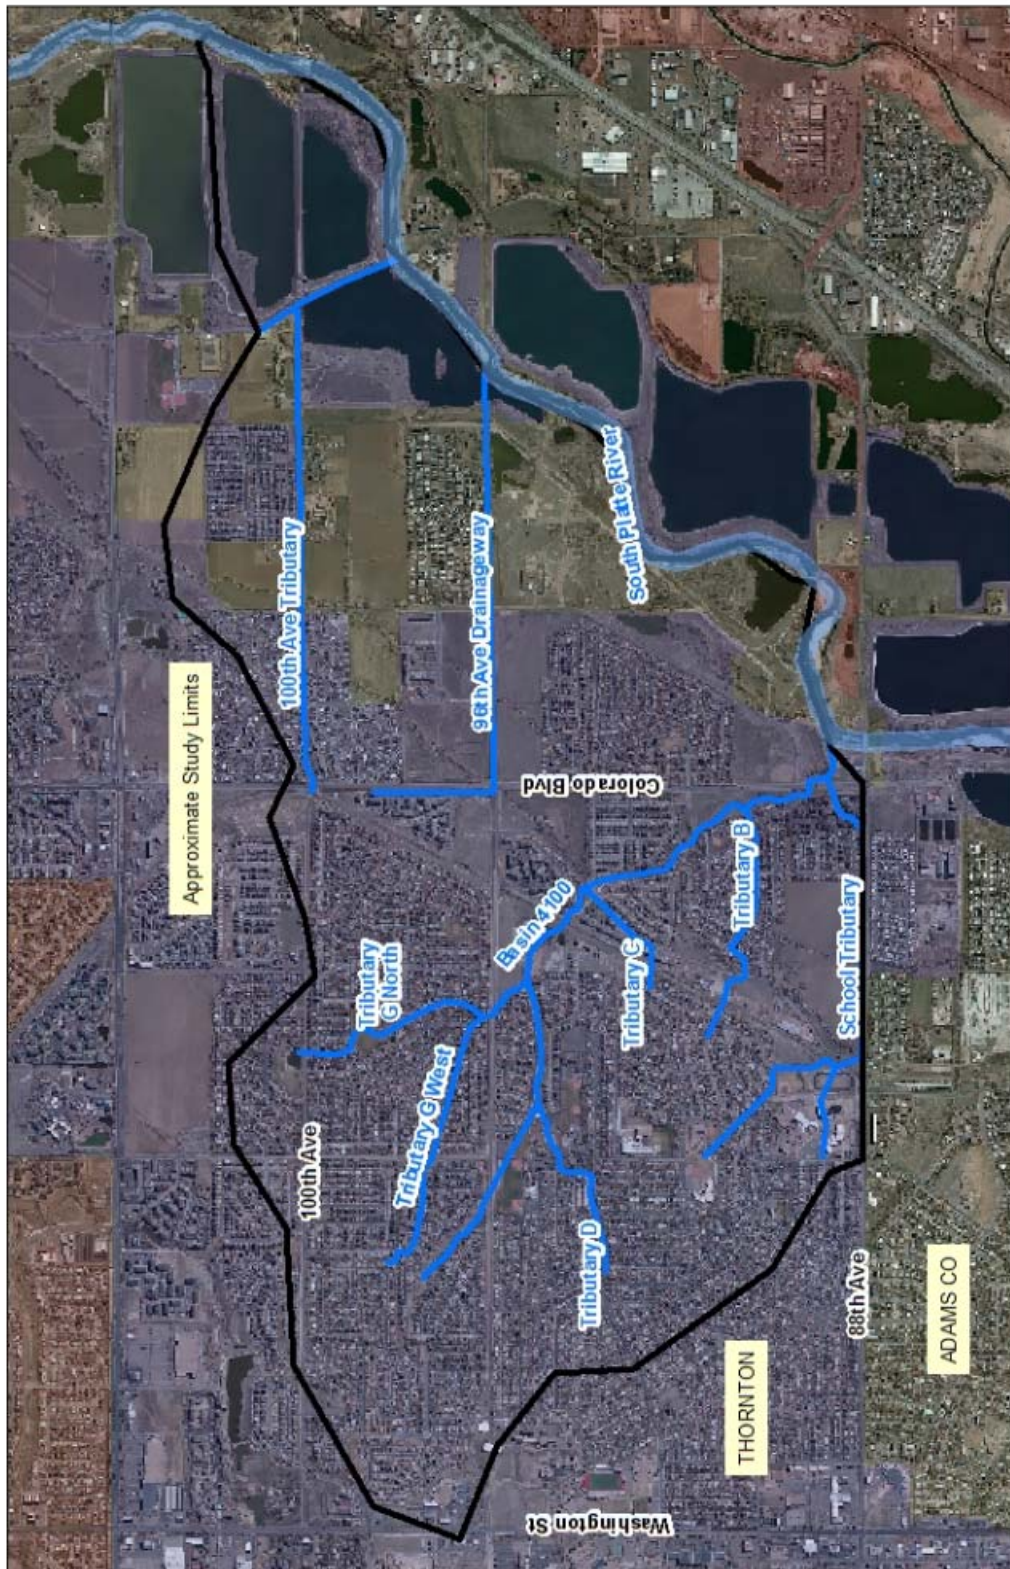 Approximate Study Limits
100th Ave Tributary
96th Ave Drainageway
South Platte River
Colorado Blvd
Basin 4100
Tributary B
Tributary C
School Tributary
Tributary
G North
Tributary G West
100th Ave
Tributary D
88th Ave
THORNTON
ADAMS CO
Washington St